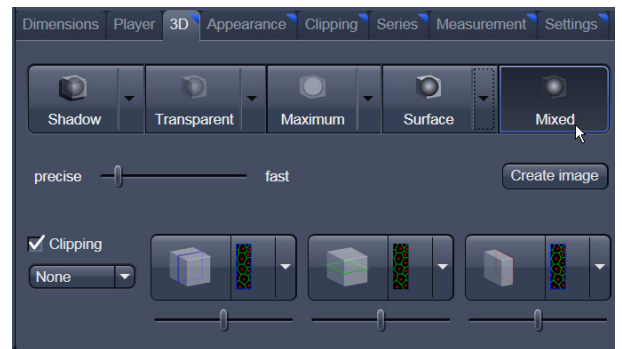 Dimensions Player 3D Appearance Clipping Series Measurement Settings
Shadow Transparent Maximum Surface Mixed
precise fast Create image
Clipping
None